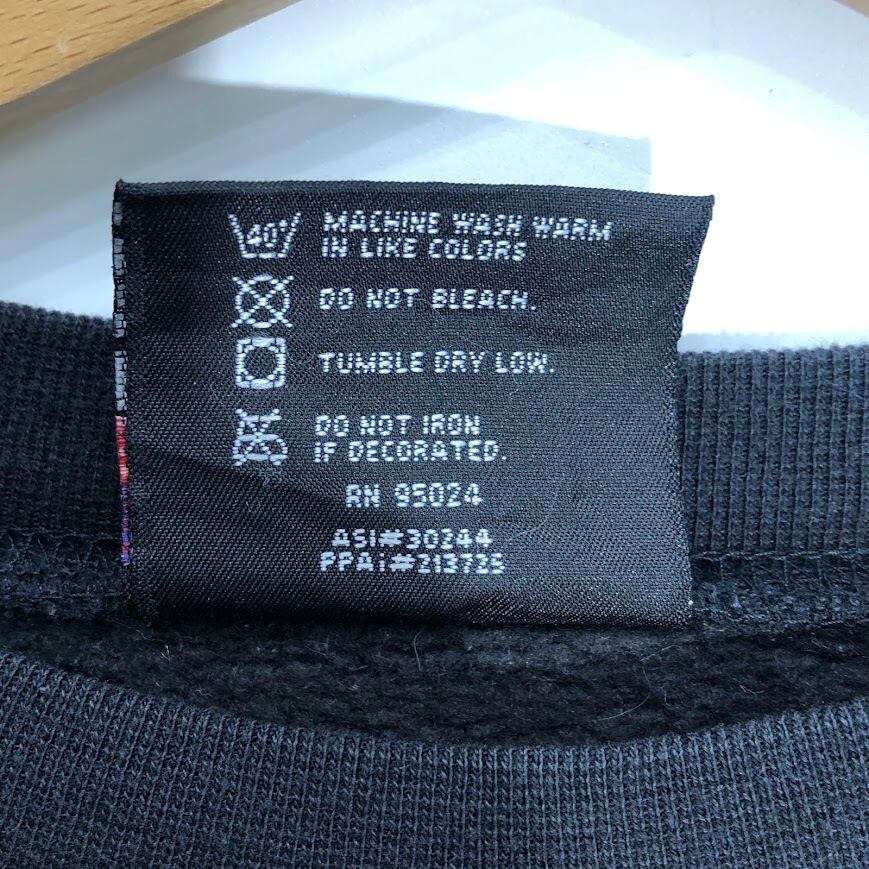 40
MACHINE WASH WARM
IN LIKE COLORS
DO NOT BLEACH.
TUMBLE DRY LOW.
DO NOT IRON
IF DECORATED.
RN 95024
ASI#30244
PPAI#213725